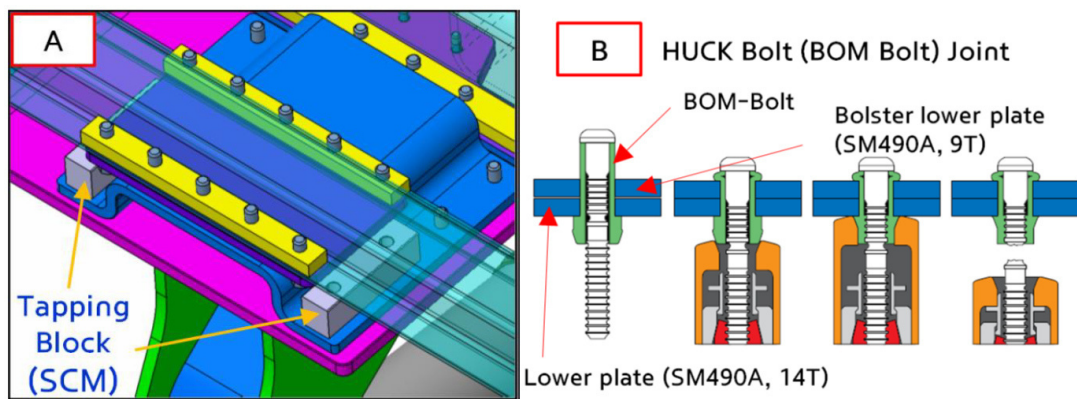 A
Tapping
Block
(SCM)
B
HUCK Bolt (BOM Bolt) Joint
BOM-Bolt
Bolster lower plate
(SM490A, 9T)
Lower plate (SM490A, 14T)